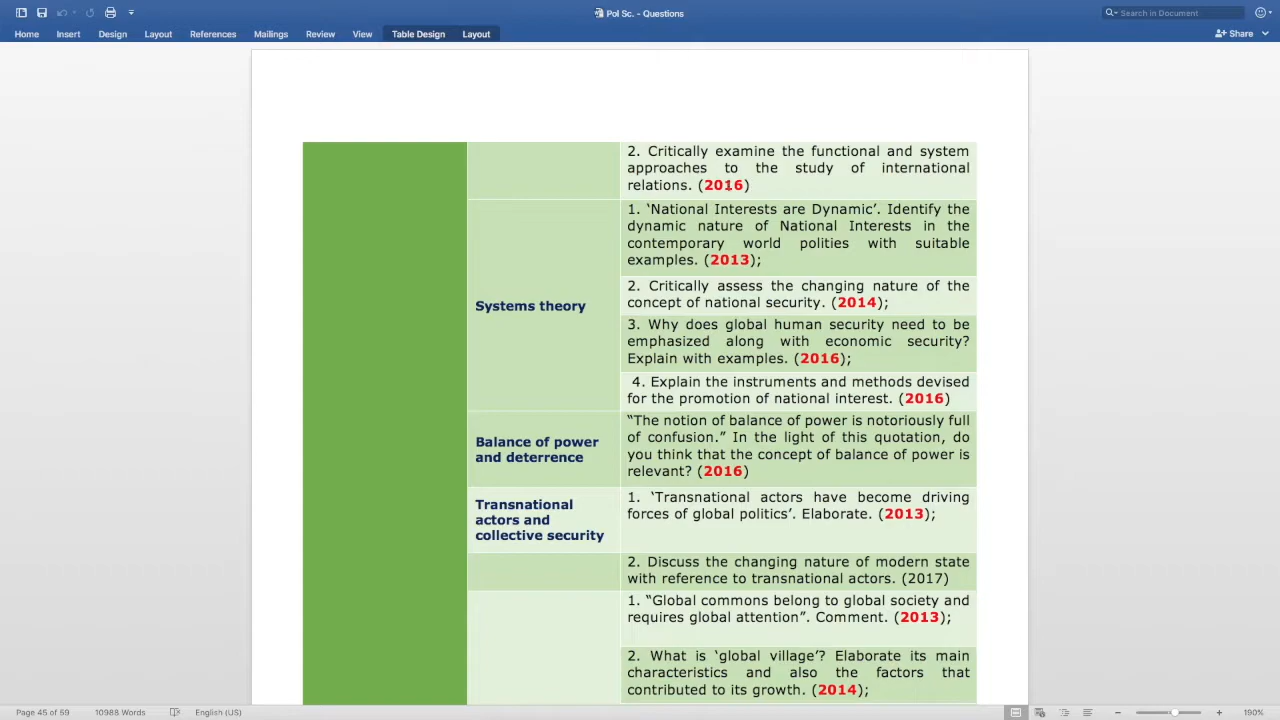 Pol Sc. - Questions
Search in Document
Home Insert Design Layout References Mailings Review View Table Design Layout
Share
2. Critically examine the functional and system
approaches to the study of international
relations. (2016)
Systems theory
1. ‘National Interests are Dynamic’. Identify the
dynamic nature of National Interests in the
contemporary world polities with suitable
examples. (2013);
2. Critically assess the changing nature of the
concept of national security. (2014);
3. Why does global human security need to be
emphasized along with economic security?
Explain with examples. (2016);
4. Explain the instruments and methods devised
for the promotion of national interest. (2016)
Balance of power
and deterrence
“The notion of balance of power is notoriously full
of confusion.” In the light of this quotation, do
you think that the concept of balance of power is
relevant? (2016)
Transnational
actors and
collective security
1. ‘Transnational actors have become driving
forces of global politics’. Elaborate. (2013);
2. Discuss the changing nature of modern state
with reference to transnational actors. (2017)
1. “Global commons belong to global society and
requires global attention”. Comment. (2013);
2. What is ‘global village’? Elaborate its main
characteristics and also the factors that
contributed to its growth. (2014);
Page 45 of 59 10988 Words English (US) 190%